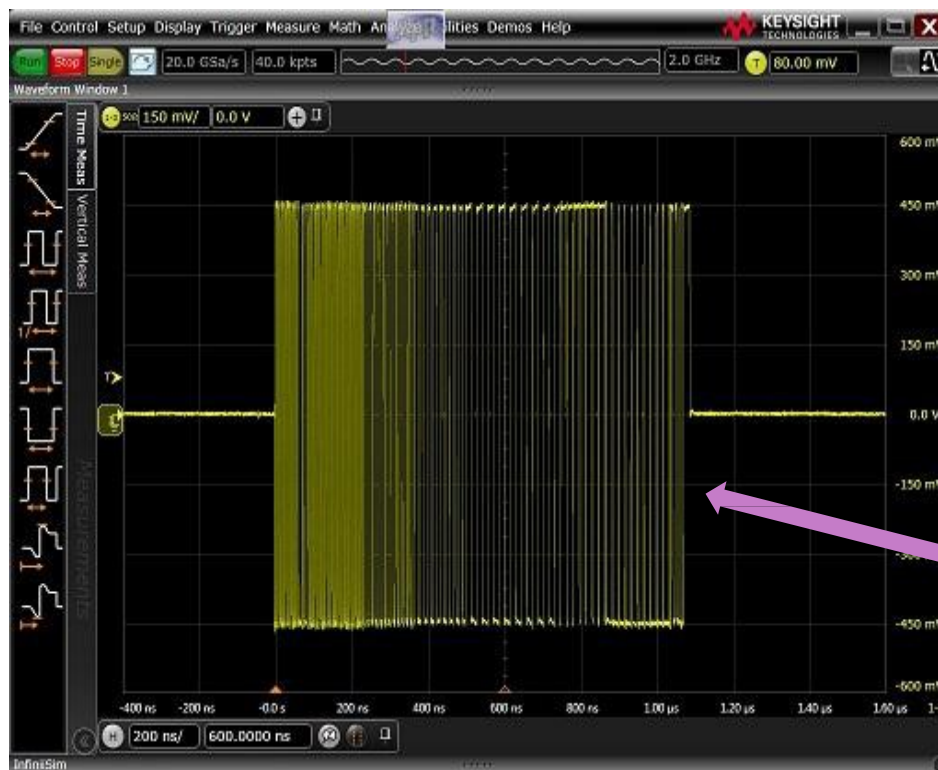 File Control Setup Display Trigger Measure Math An lities Demos Help
KEYSIGHT
TECHNOLOGIES
Run Stop Single 20.0 GSa/s 40.0 kpts 2.0 GHz T 80.00 mV
Waveform Window 1
Time Meas
Vertical Meas
Measurements
150 mV/ 0.0 V
600 mV
450 mV
300 mV
150 mV
0.0 V
-150 mV
-300 mV
-450 mV
-600 mV
T
-400 ns -200 ns -0.0 s 200 ns 400 ns 600 ns 800 ns 1.00 µs 1.20 µs 1.40 µs 1.60 µs
H 200 ns/ 600.0000 ns
InfiniiSim